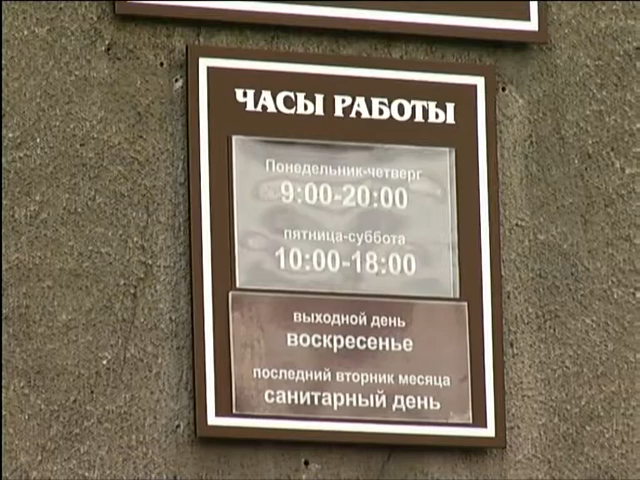 ЧАСЫ РАБОТЫ
Понедельник-четверг
9:00-20:00
пятница-суббота
10:00-18:00
выходной день
воскресенье
последний вторник месяца
санитарный день